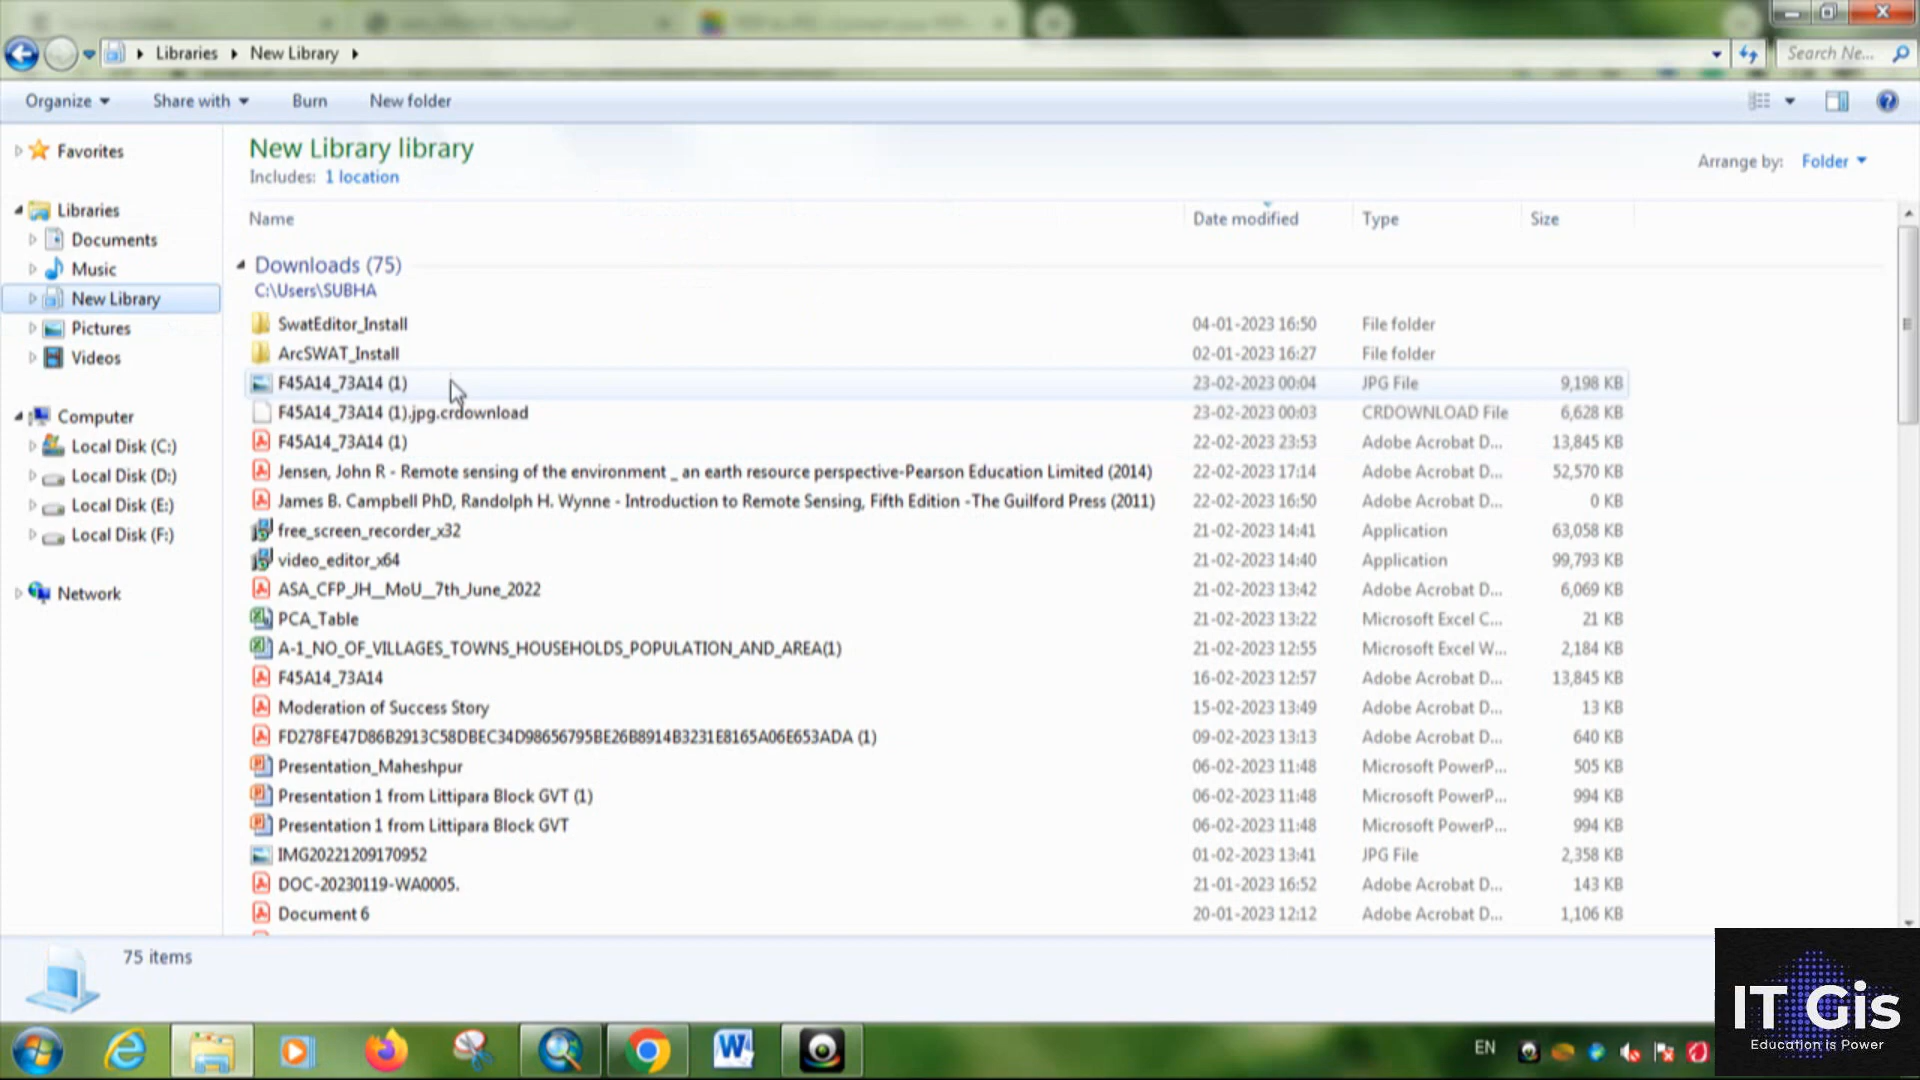 Libraries
New Library
Search Ne...
Organize
Share with
Burn
New folder
Favorites
Libraries
Documents
Music
New Library
Pictures
Videos
Computer
Local Disk (C:)
Local Disk (D:)
Local Disk (E:)
Local Disk (F:)
Network
New Library library
Includes: 1 location
Arrange by: Folder
Name Date modified Type Size
Downloads (75)
C:\Users\SUBHA
SwatEditor_Install 04-01-2023 16:50 File folder
ArcSWAT_Install 02-01-2023 16:27 File folder
F45A14_73A14 (1) 23-02-2023 00:04 JPG File 9,198 KB
F45A14_73A14 (1).jpg.crdownload 23-02-2023 00:03 CRDOWNLOAD File 6,628 KB
F45A14_73A14 (1) 22-02-2023 23:53 Adobe Acrobat D... 13,845 KB
Jensen, John R - Remote sensing of the environment _ an earth resource perspective-Pearson Education Limited (2014) 22-02-2023 17:14 Adobe Acrobat D... 52,570 KB
James B. Campbell PhD, Randolph H. Wynne - Introduction to Remote Sensing, Fifth Edition -The Guilford Press (2011) 22-02-2023 16:50 Adobe Acrobat D... 0 KB
free_screen_recorder_x32 21-02-2023 14:41 Application 63,058 KB
video_editor_x64 21-02-2023 14:40 Application 99,793 KB
ASA_CFP_JH__MoU__7th_June_2022 21-02-2023 13:42 Adobe Acrobat D... 6,069 KB
PCA_Table 21-02-2023 13:22 Microsoft Excel C... 21 KB
A-1_NO_OF_VILLAGES_TOWNS_HOUSEHOLDS_POPULATION_AND_AREA(1) 21-02-2023 12:55 Microsoft Excel W... 2,184 KB
F45A14_73A14 16-02-2023 12:57 Adobe Acrobat D... 13,845 KB
Moderation of Success Story 15-02-2023 13:49 Adobe Acrobat D... 13 KB
FD278FE47D86B2913C58DBEC34D98656795BE26B8914B3231E8165A06E653ADA (1) 09-02-2023 13:13 Adobe Acrobat D... 640 KB
Presentation_Maheshpur 06-02-2023 11:48 Microsoft PowerP... 505 KB
Presentation 1 from Littipara Block GVT (1) 06-02-2023 11:48 Microsoft PowerP... 994 KB
Presentation 1 from Littipara Block GVT 06-02-2023 11:48 Microsoft PowerP... 994 KB
IMG20221209170952 01-02-2023 13:41 JPG File 2,358 KB
DOC-20230119-WA0005. 21-01-2023 16:52 Adobe Acrobat D... 143 KB
Document 6 20-01-2023 12:12 Adobe Acrobat D... 1,106 KB
75 items
EN
IT Gis
Education is Power